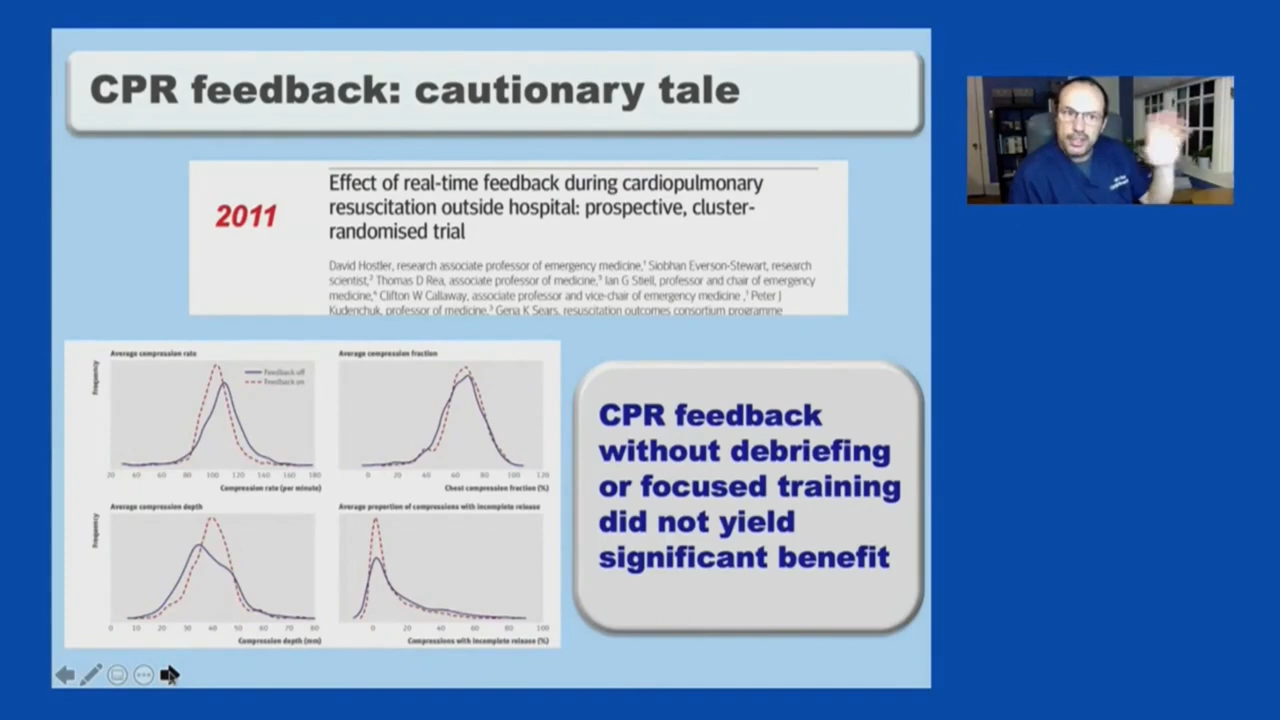 CPR feedback: cautionary tale
2011
Effect of real-time feedback during cardiopulmonary
resuscitation outside hospital: prospective, cluster-
randomised trial
David Hostler, research associate professor of emergency medicine,¹ Siobhan Everson-Stewart, research
scientist,² Thomas D Rea, associate professor of medicine,³ Ian G Stiell, professor and chair of emergency
medicine,⁴ Clifton W Callaway, associate professor and vice-chair of emergency medicine ,¹ Peter J
Kudenchuk, professor of medicine,³ Gena K Sears, resuscitation outcomes consortium programme
Average compression rate
Frequency
Feedback off
Feedback on
20 40 60 80 100 120 140 160 180
Compression rate (per minute)
Average compression fraction
0 20 40 60 80 100 120
Chest compression fraction (%)
Average compression depth
Frequency
0 10 20 30 40 50 60 70 80
Compression depth (mm)
Average proportion of compressions with incomplete release
0 20 40 60 80 100
Compressions with incomplete release (%)
CPR feedback
without debriefing
or focused training
did not yield
significant benefit